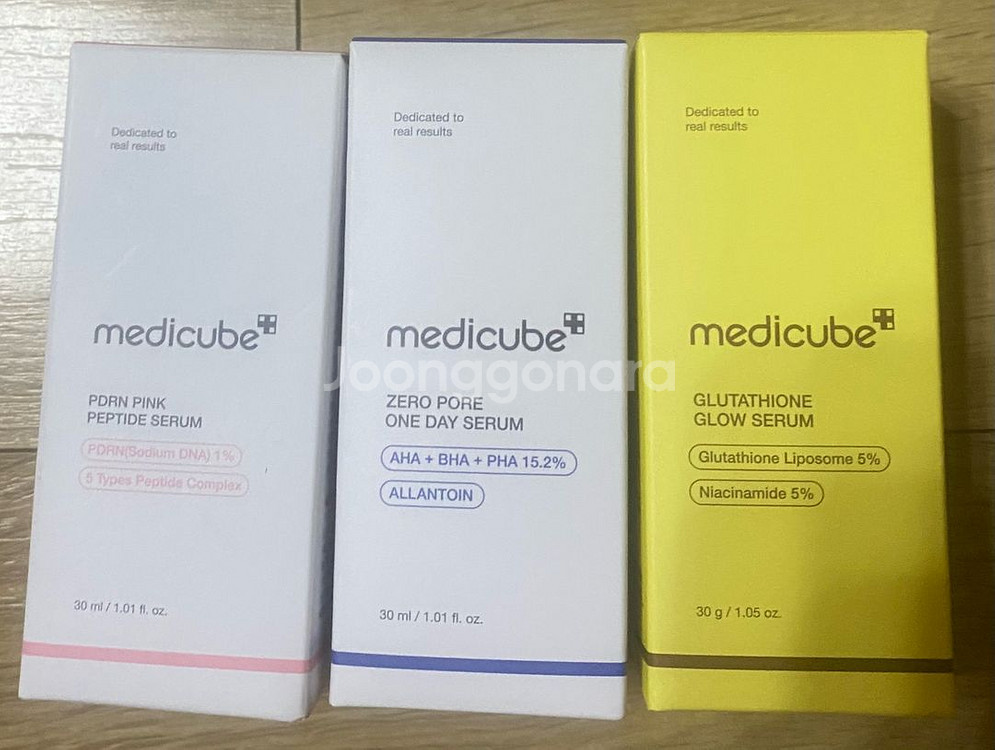 Dedicated to
real results
medicube
PDRN PINK
PEPTIDE SERUM
PDRN(Sodium DNA) 1%
5 Types Peptide Complex
30 ml / 1.01 fl. oz.
Dedicated to
real results
medicube
ZERO PORE
ONE DAY SERUM
AHA + BHA + PHA 15.2%
ALLANTOIN
30 ml / 1.01 fl. oz.
Dedicated to
real results
medicube
GLUTATHIONE
GLOW SERUM
Glutathione Liposome 5%
Niacinamide 5%
30 g / 1.05 oz.
Joonggonara